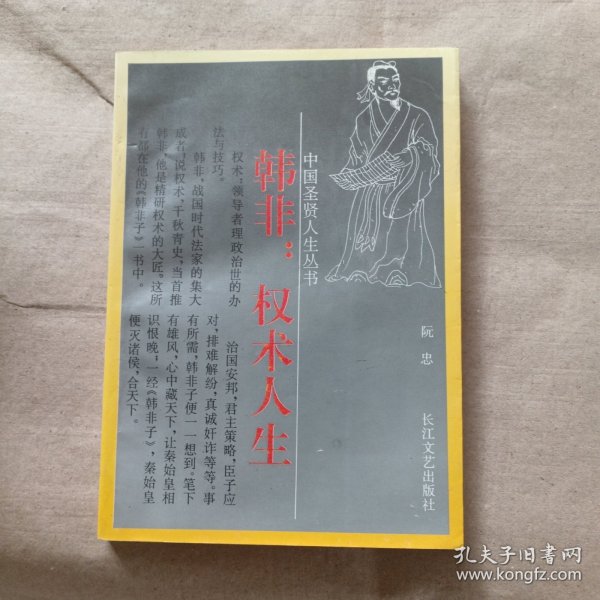 中国圣贤人生丛书
韩非：权术人生
阮忠
长江文艺出版社
权术，领导者理政治世的办
法与技巧。
韩非，战国时代法家的集大
成者，说权术，千秋青史，当首推
韩非，他是精研权术的大匠。这所
有都在他的《韩非子》一书中。
治国安邦，君主策略，臣子应
对，排难解纷，真诚奸诈等等。事
有所需，韩非子便一一想到。笔下
有雄风，心中藏天下，让秦始皇相
识恨晚，一经《韩非子》，秦始皇
便灭诸侯，合天下。
孔夫子旧书网
www.kongfz.com